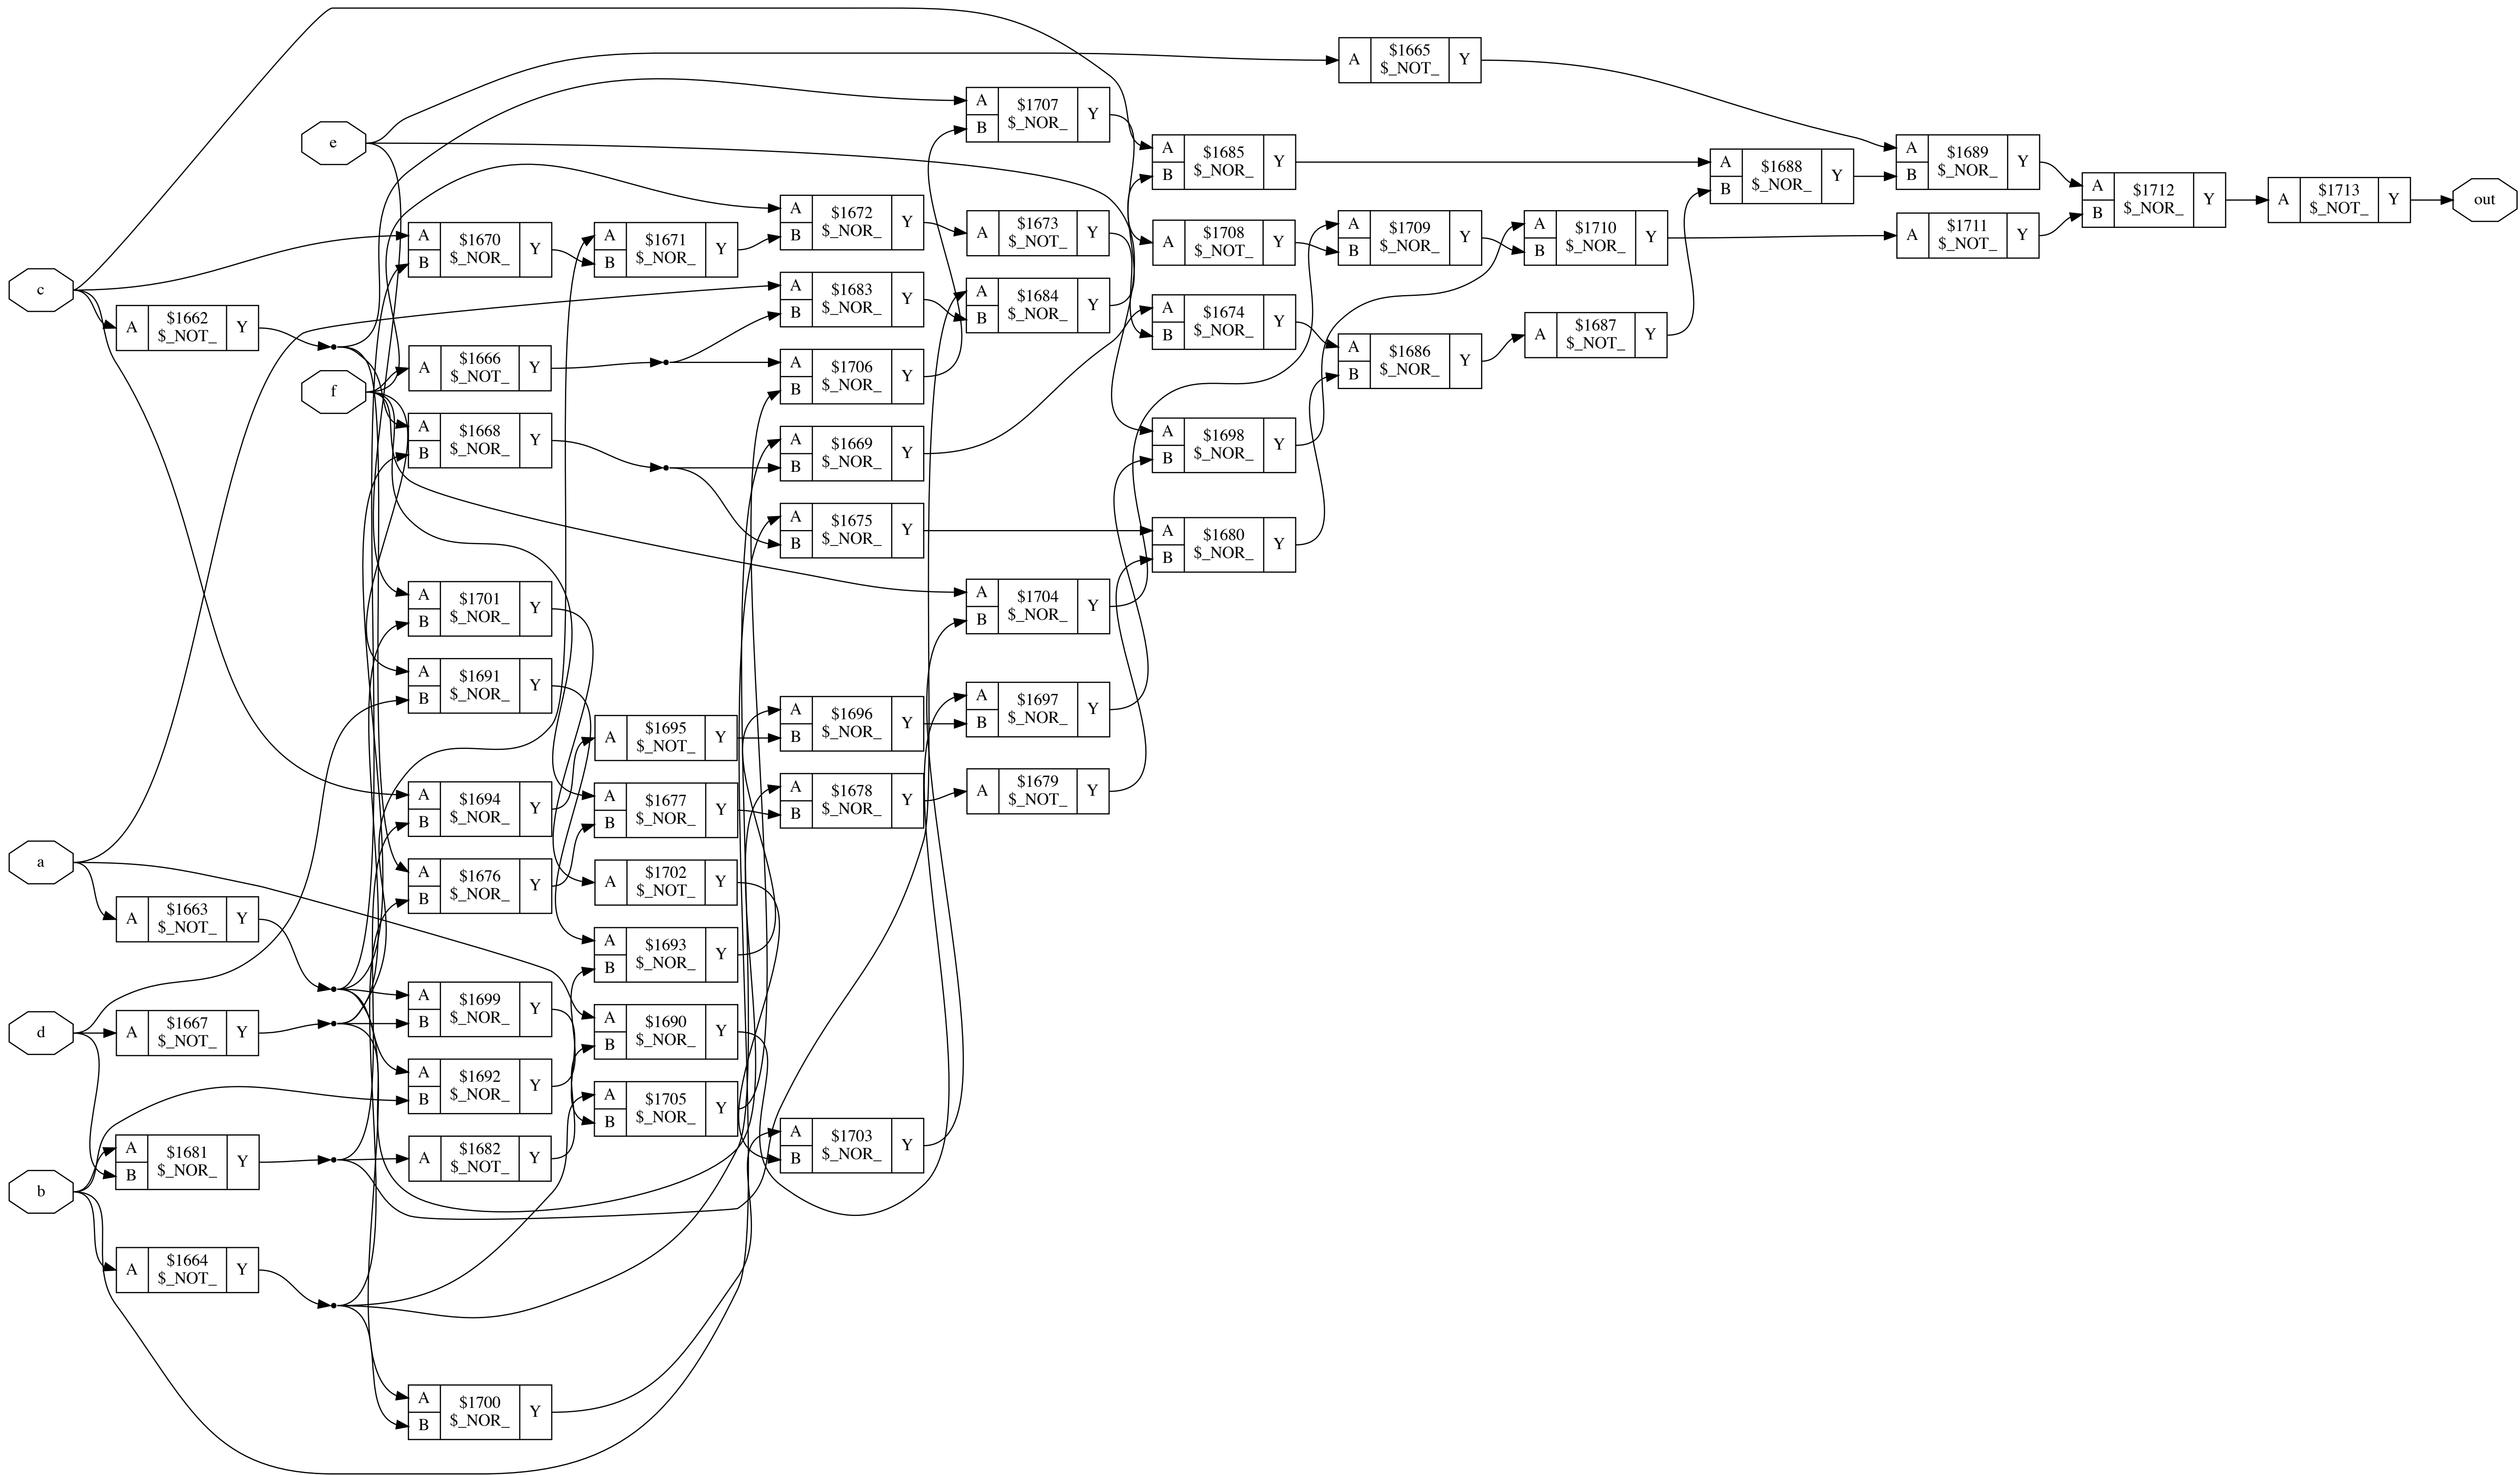 c
a
d
b
A $1662 Y
$_NOT_
A $1663 Y
$_NOT_
A $1667 Y
$_NOT_
A $1681 Y
B $_NOR_
A $1664 Y
$_NOT_
e
f
A $1670 Y
B $_NOR_
A $1666 Y
$_NOT_
A $1668 Y
B $_NOR_
A $1701 Y
B $_NOR_
A $1691 Y
B $_NOR_
A $1694 Y
B $_NOR_
A $1676 Y
B $_NOR_
A $1699 Y
B $_NOR_
A $1692 Y
B $_NOR_
A $1682 Y
$_NOT_
A $1700 Y
B $_NOR_
A $1671 Y
B $_NOR_
A $1695 Y
$_NOT_
A $1677 Y
B $_NOR_
A $1702 Y
$_NOT_
A $1693 Y
B $_NOR_
A $1690 Y
B $_NOR_
A $1705 Y
B $_NOR_
A $1672 Y
B $_NOR_
A $1683 Y
B $_NOR_
A $1706 Y
B $_NOR_
A $1669 Y
B $_NOR_
A $1675 Y
B $_NOR_
A $1696 Y
B $_NOR_
A $1678 Y
B $_NOR_
A $1703 Y
B $_NOR_
A $1707 Y
B $_NOR_
A $1673 Y
$_NOT_
A $1684 Y
B $_NOR_
A $1704 Y
B $_NOR_
A $1697 Y
B $_NOR_
A $1679 Y
$_NOT_
A $1685 Y
B $_NOR_
A $1708 Y
$_NOT_
A $1674 Y
B $_NOR_
A $1698 Y
B $_NOR_
A $1680 Y
B $_NOR_
A $1665 Y
$_NOT_
A $1709 Y
B $_NOR_
A $1686 Y
B $_NOR_
A $1710 Y
B $_NOR_
A $1687 Y
$_NOT_
A $1688 Y
B $_NOR_
A $1689 Y
B $_NOR_
A $1711 Y
$_NOT_
A $1712 Y
B $_NOR_
A $1713 Y
$_NOT_
out